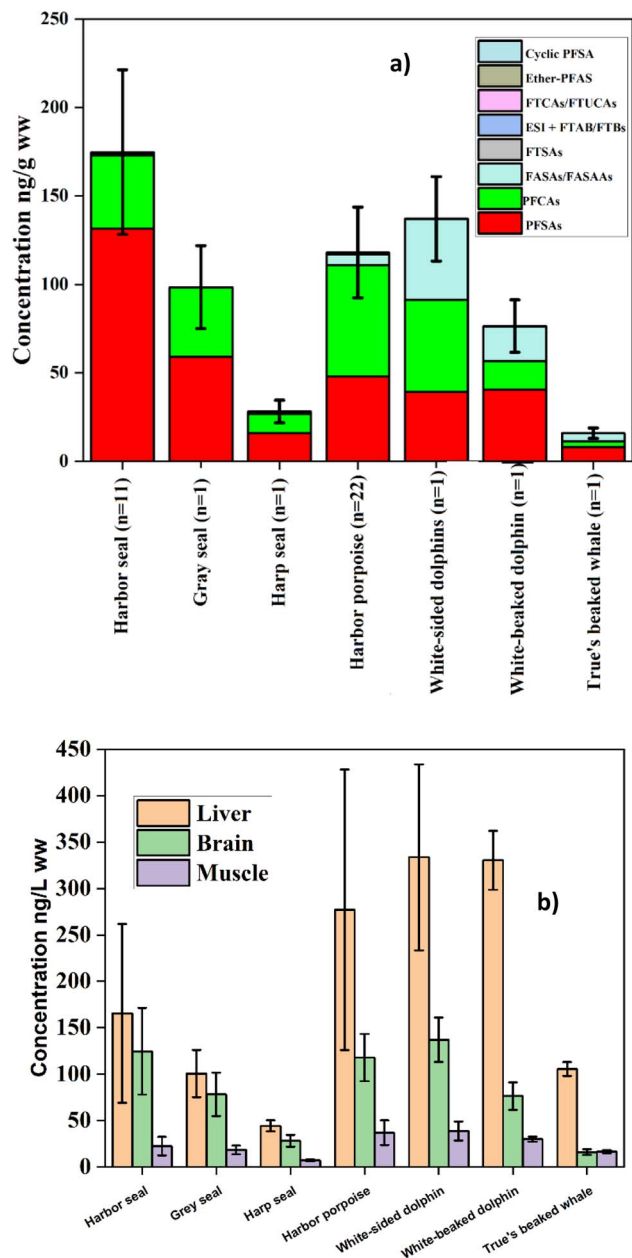 250
200
150
100
50
0
Concentration ng/g ww
a)
Cyclic PFSA
Ether-PFAS
FTCAs/FTUCAs
ESI + FTAB/FTBs
FTSAs
FASAs/FASAAs
PFCAs
PFSAs
Harbor seal (n=11)
Gray seal (n=1)
Harp seal (n=1)
Harbor porpoise (n=22)
White-sided dolphins (n=1)
White-beaked dolphin (n=1)
True's beaked whale (n=1)
450
400
350
300
250
200
150
100
50
0
Concentration ng/L ww
Liver
Brain
Muscle
b)
Harbor seal
Grey seal
Harp seal
Harbor porpoise
White-sided dolphin
White-beaked dolphin
True's beaked whale